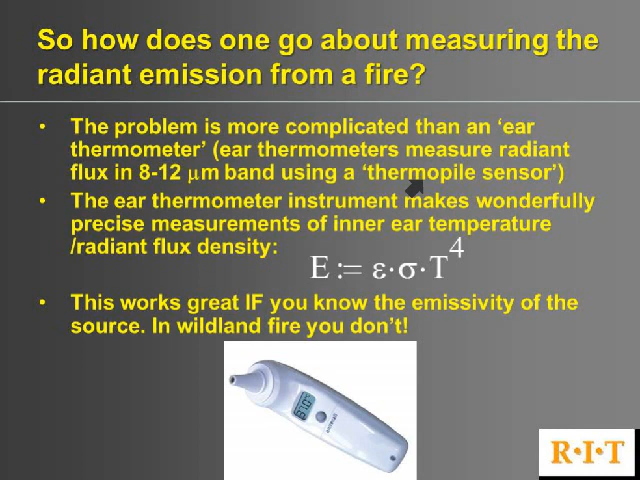 So how does one go about measuring the
radiant emission from a fire?
• The problem is more complicated than an ‘ear
thermometer’ (ear thermometers measure radiant
flux in 8-12 μm band using a ‘thermopile sensor’)
• The ear thermometer instrument makes wonderfully
precise measurements of inner ear temperature
/radiant flux density:
E := ε·σ·T⁴
• This works great IF you know the emissivity of the
source. In wildland fire you don’t!
R·I·T